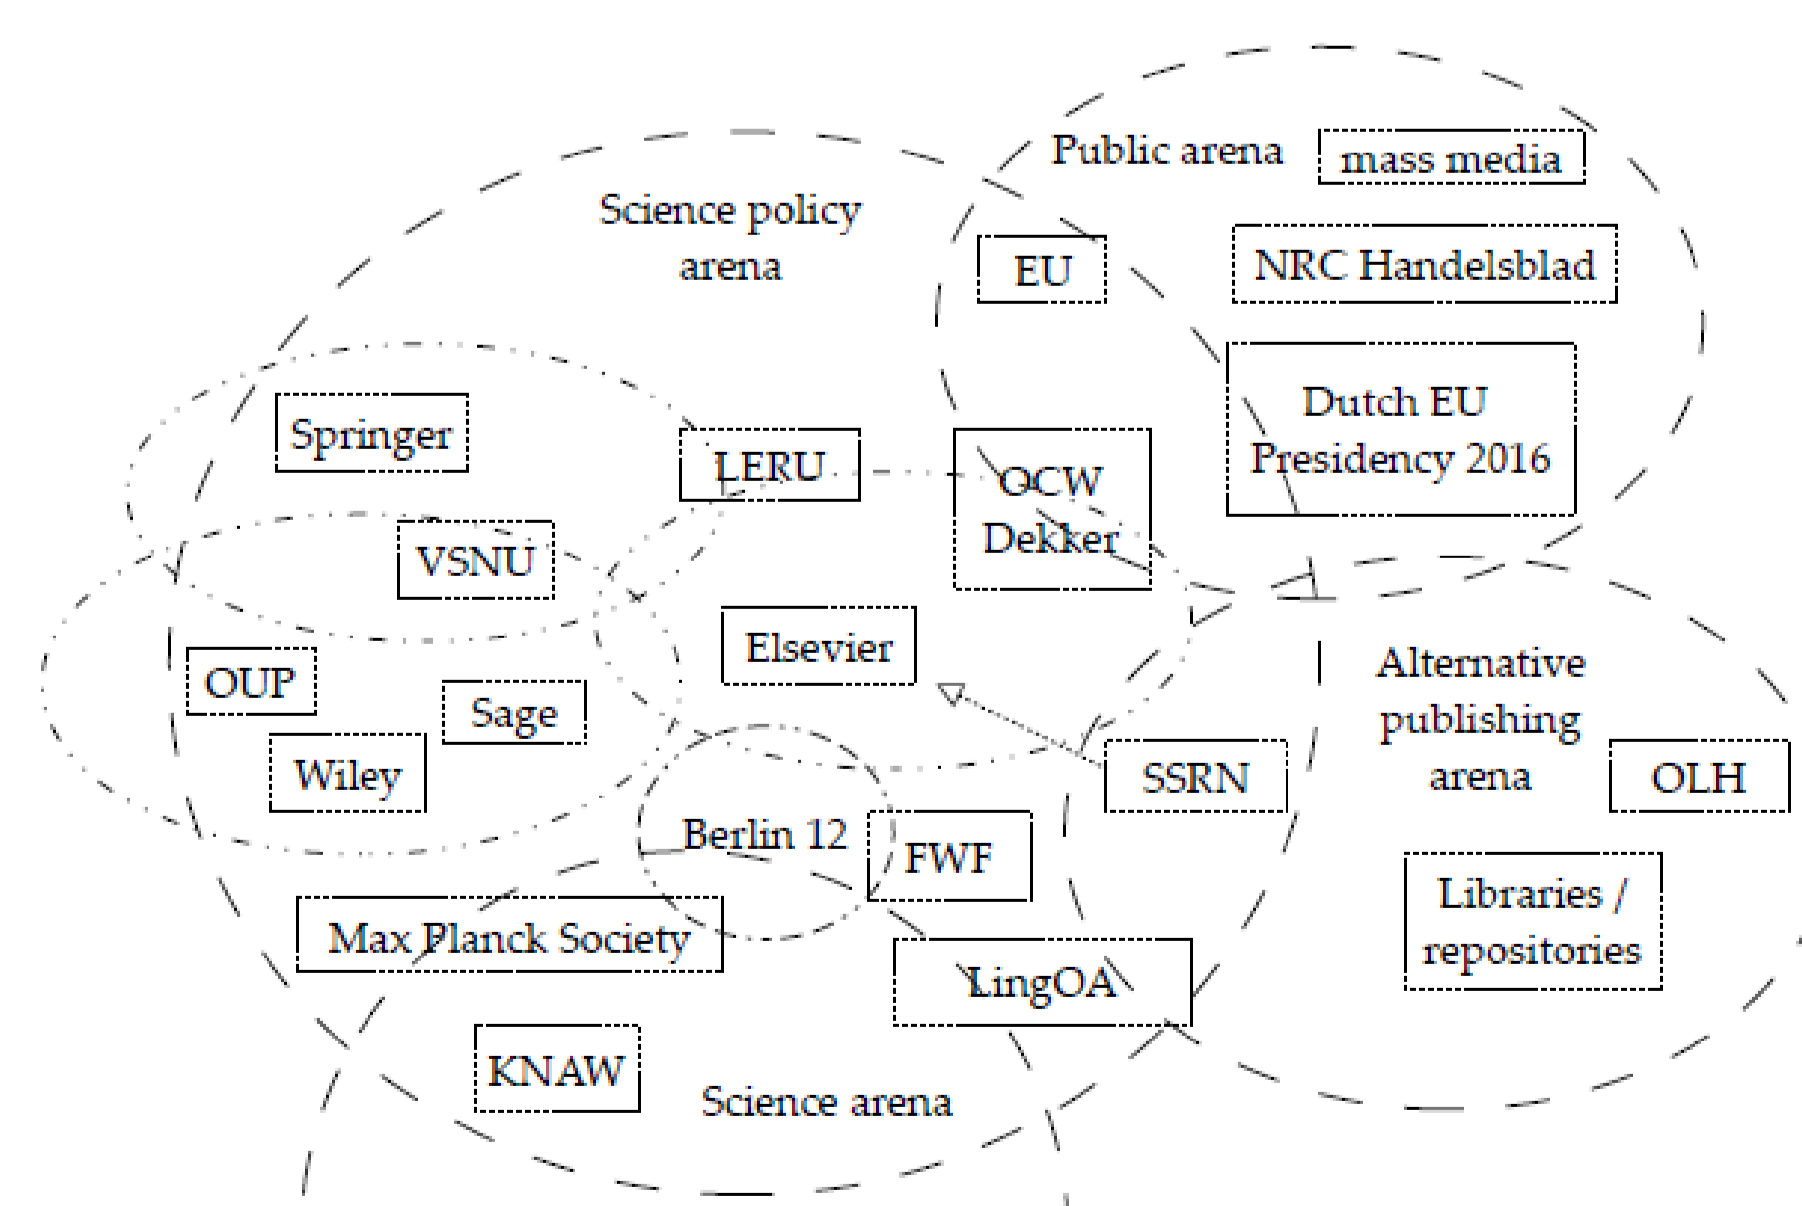 Public arena
mass media
Science policy
arena
EU
NRC Handelsblad
Dutch EU
Presidency 2016
Springer
LERU
OCW
Dekker
VSNU
Elsevier
OUP
Sage
Wiley
Alternative
publishing
arena
SSRN
OLH
Berlin 12
FWF
Libraries /
repositories
Max Planck Society
LingOA
KNAW
Science arena